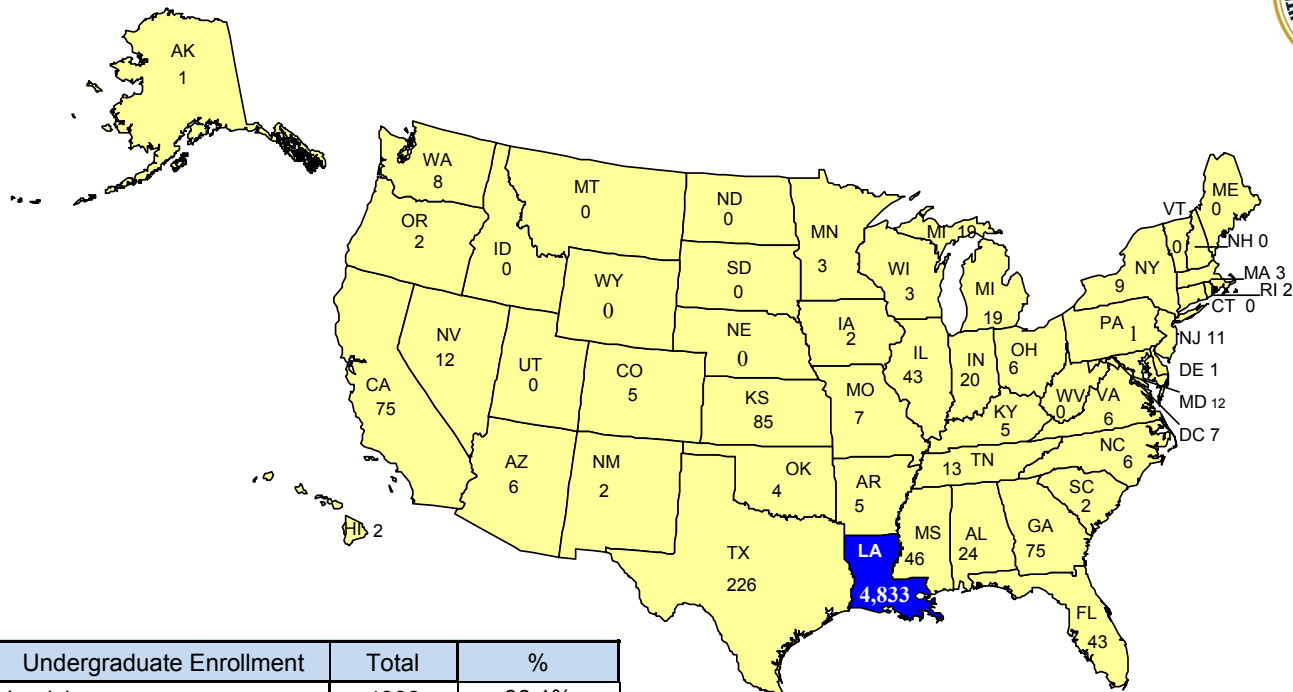 AK
1
WA
8
MT
0
ND
0
MN
3
MI 19
ME
0
VT
0
NH 0
OR
2
ID
0
SD
0
WI
3
NY
9
MA 3
RI 2
CT 0
WY
0
MI
19
PA 1
NJ 11
NV
12
NE
0
IA
2
IL
43
IN
20
OH
6
DE 1
UT
0
CO
5
CA
75
KS
85
MO
7
WV
0
VA
6
MD 12
KY
5
DC 7
AZ
6
NM
2
OK
4
AR
5
13 TN
NC
6
SC
2
HI 2
TX
226
LA
4,833
MS
46
AL
24
GA
75
FL
43
Undergraduate Enrollment Total %